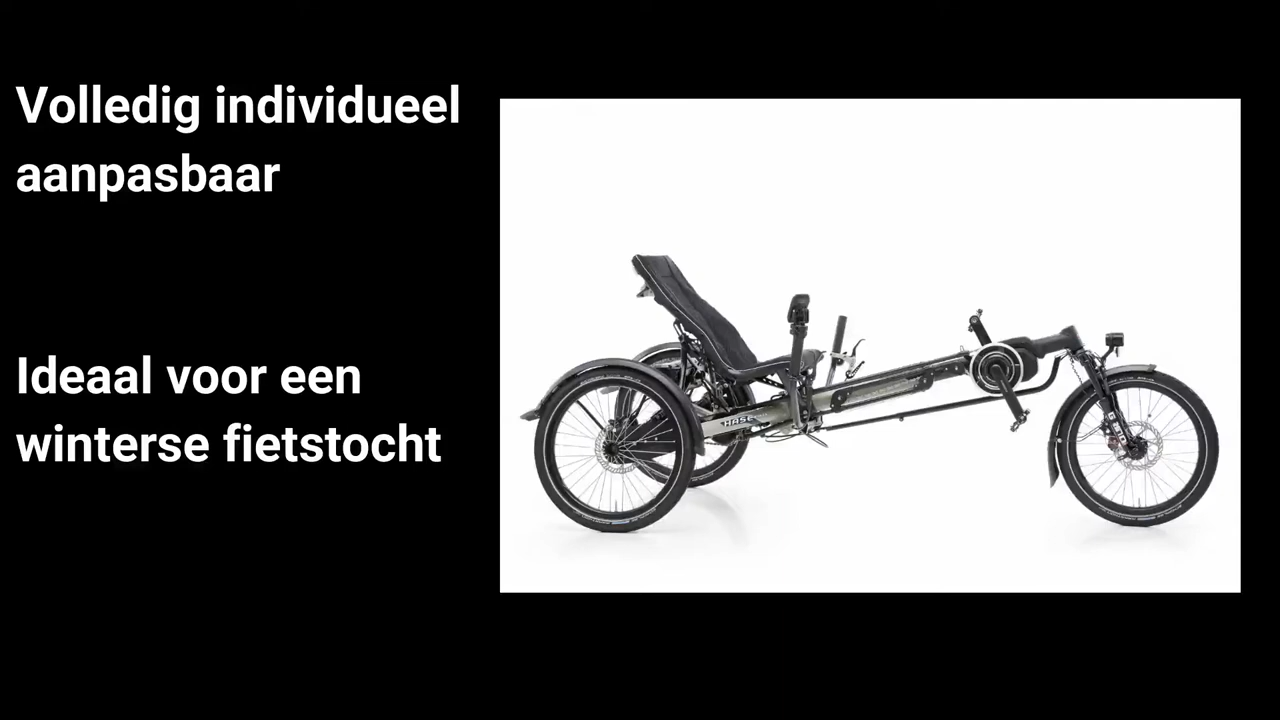 Volledig individueel
aanpasbaar
Ideaal voor een
winterse fietstocht
HASE